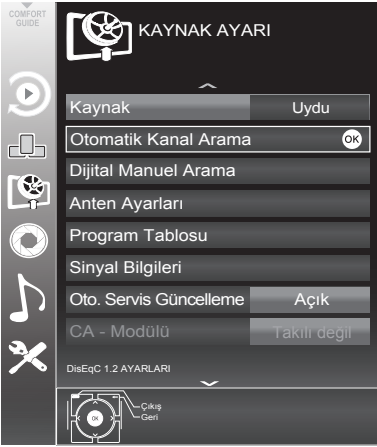 COMFORT
GUIDE
KAYNAK AYARI
Kaynak Uydu
Otomatik Kanal Arama OK
Dijital Manuel Arama
Anten Ayarları
Program Tablosu
Sinyal Bilgileri
Oto. Servis Güncelleme Açık
CA - Modülü Takılı değil
DisEqC 1.2 AYARLARI
Çıkış
OK Geri